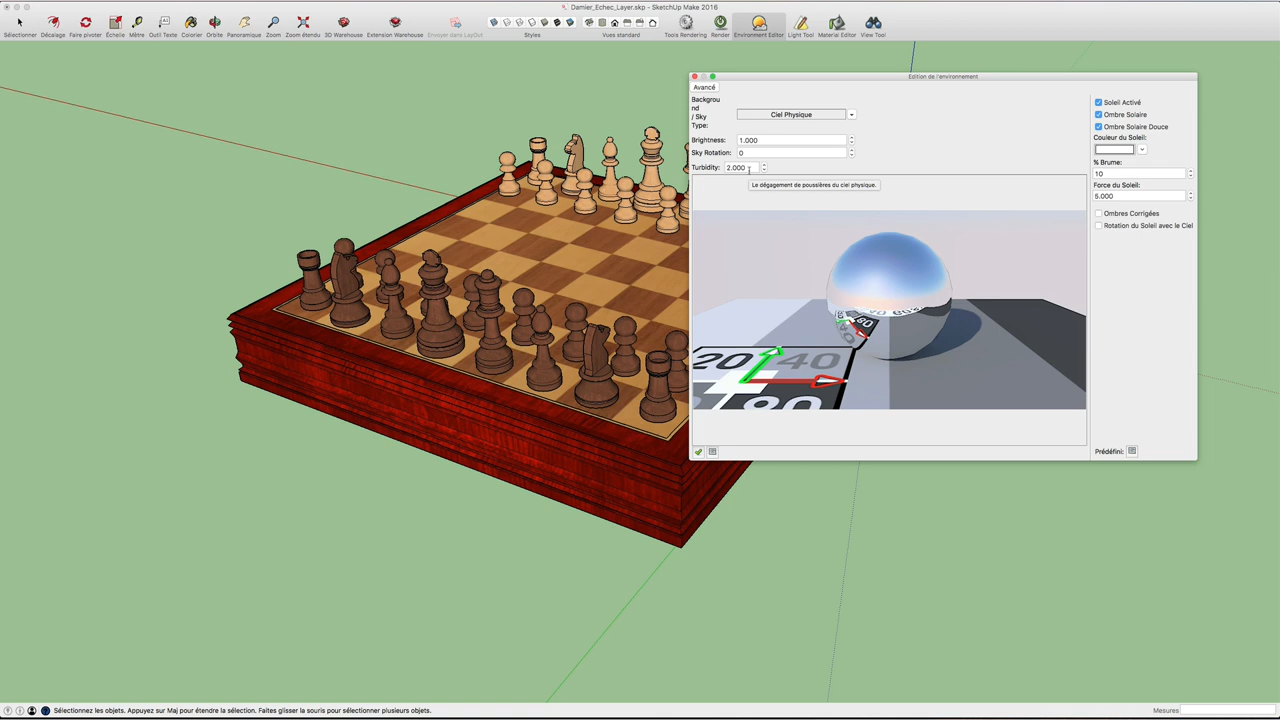 Damier_Echec_Layer.skp - SketchUp Make 2016
Sélectionner Décalage Faire pivoter Échelle Mètre Outil Texte Colorier Orbite Panoramique Zoom Zoom étendu 3D Warehouse Extension Warehouse Envoyer dans LayOut Styles Vues standard Tools Rendering Render Environment Editor Light Tool Material Editor View Tool
Edition de l'environnement
Avancé
Backgrou
nd
/ Sky
Type:
Ciel Physique
Brightness: 1.000
Sky Rotation: 0
Turbidity: 2.000
Le dégagement de poussières du ciel physique.
Soleil Activé
Ombre Solaire
Ombre Solaire Douce
Couleur du Soleil:
% Brume:
10
Force du Soleil:
5.000
Ombres Corrigées
Rotation du Soleil avec le Ciel
20 40
80
Prédéfini:
Sélectionnez les objets. Appuyez sur Maj pour étendre la sélection. Faites glisser la souris pour sélectionner plusieurs objets.
Mesures